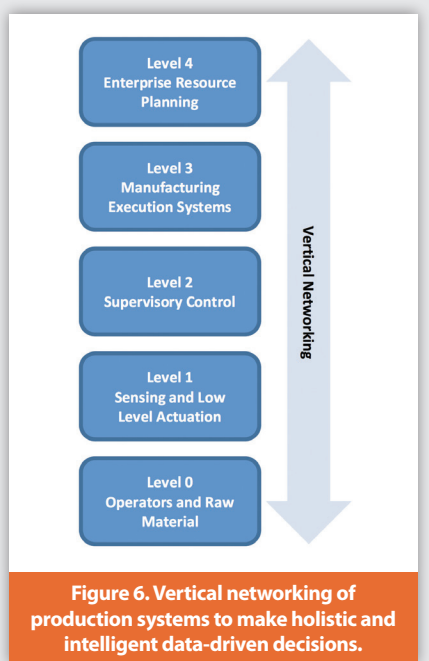 Level 4
Enterprise Resource
Planning
Level 3
Manufacturing
Execution Systems
Vertical Networking
Level 2
Supervisory Control
Level 1
Sensing and Low
Level Actuation
Level 0
Operators and Raw
Material
Figure 6. Vertical networking of
production systems to make holistic and
intelligent data-driven decisions.